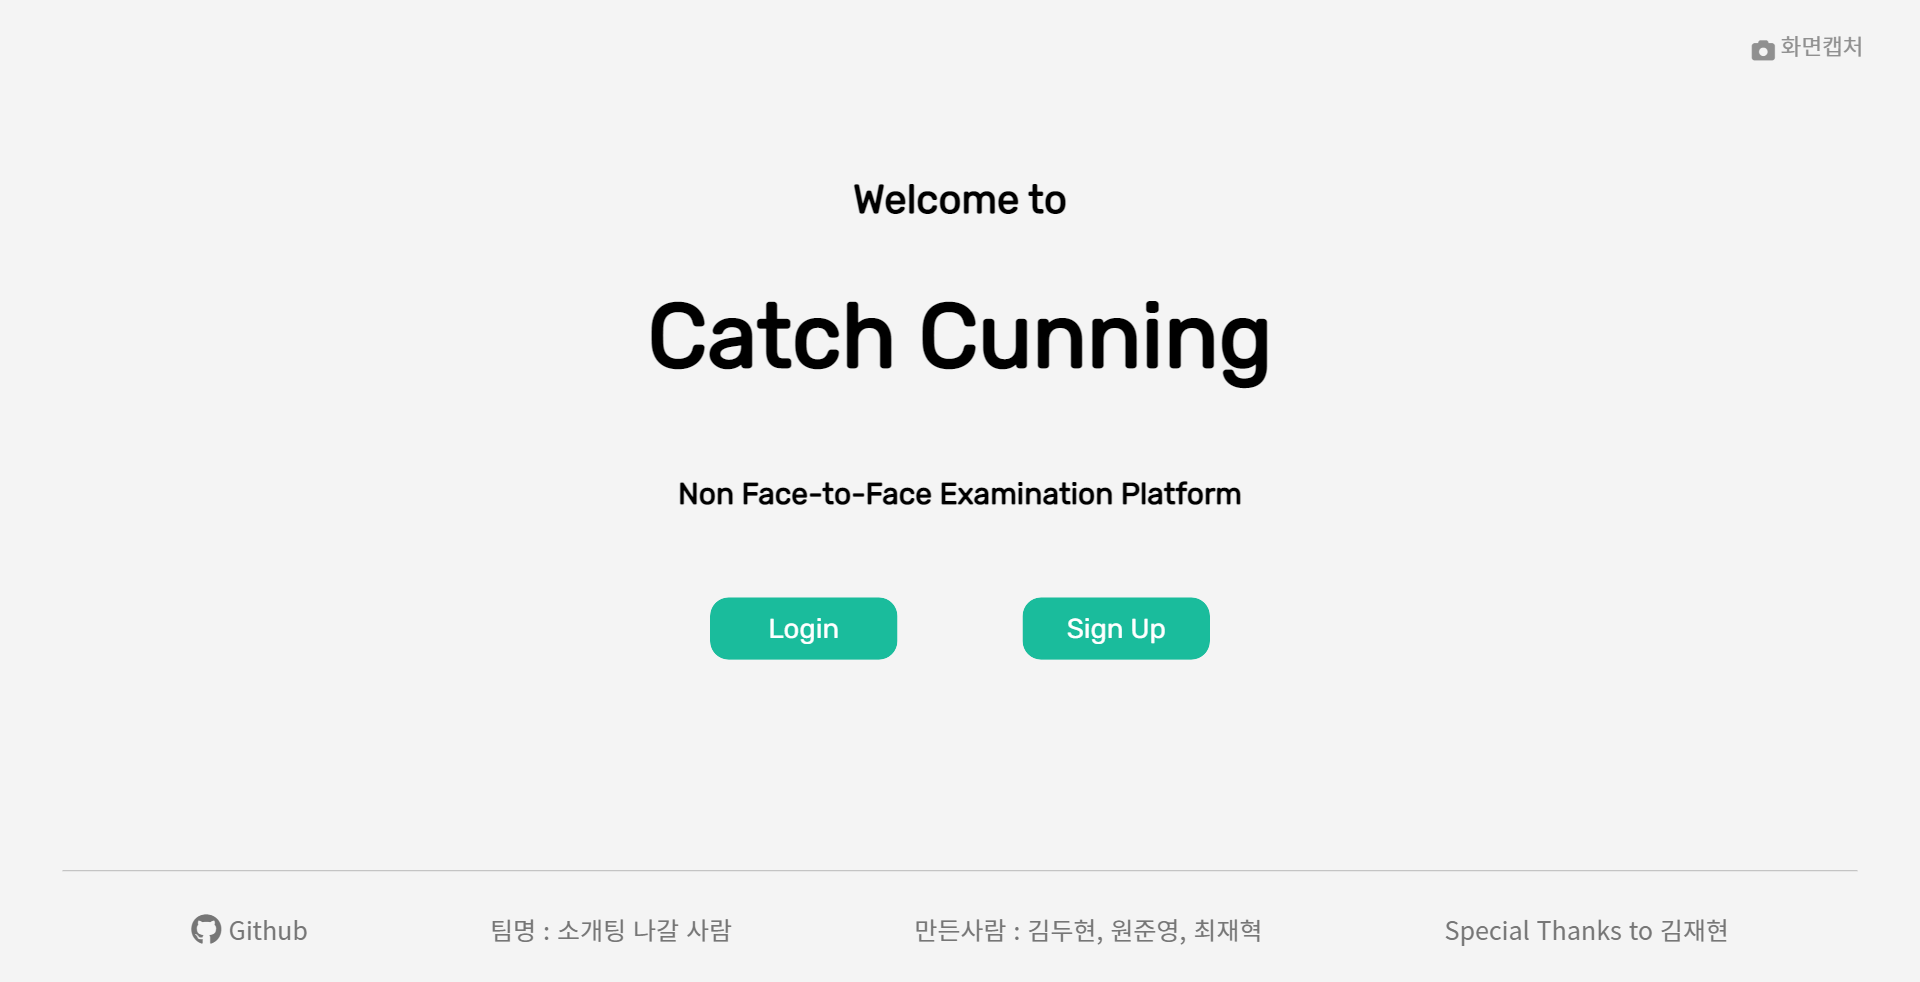 화면캡처
Welcome to
Catch Cunning
Non Face-to-Face Examination Platform
Login
Sign Up
Github
팀명 : 소개팅 나갈 사람
만든사람 : 김두현, 원준영, 최재혁
Special Thanks to 김재현